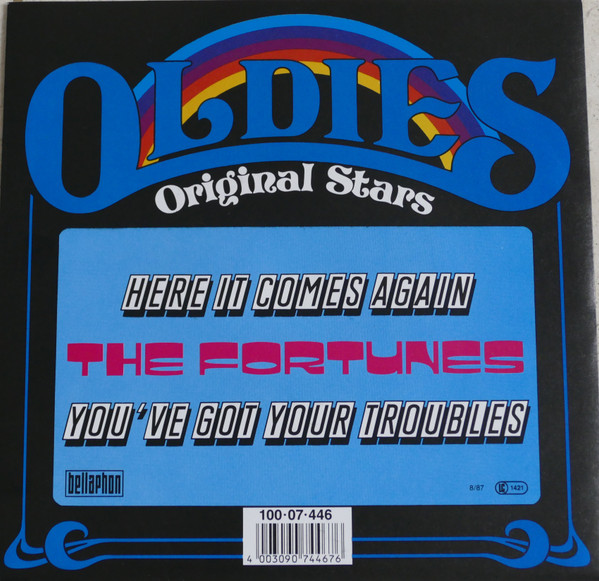 OLDIES
Original Stars
HERE IT COMES AGAIN
THE FORTUNES
YOU'VE GOT YOUR TROUBLES
bellaphon
8/87 LC 1421
100·07·446
4 003090 744676